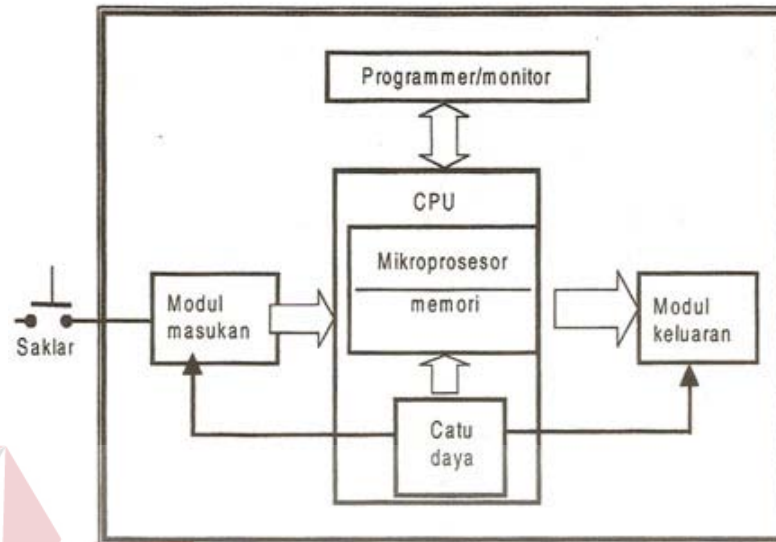 Programmer/monitor
CPU
Mikroprosesor
memori
Modul
masukan
Saklar
Modul
keluaran
Catu
daya